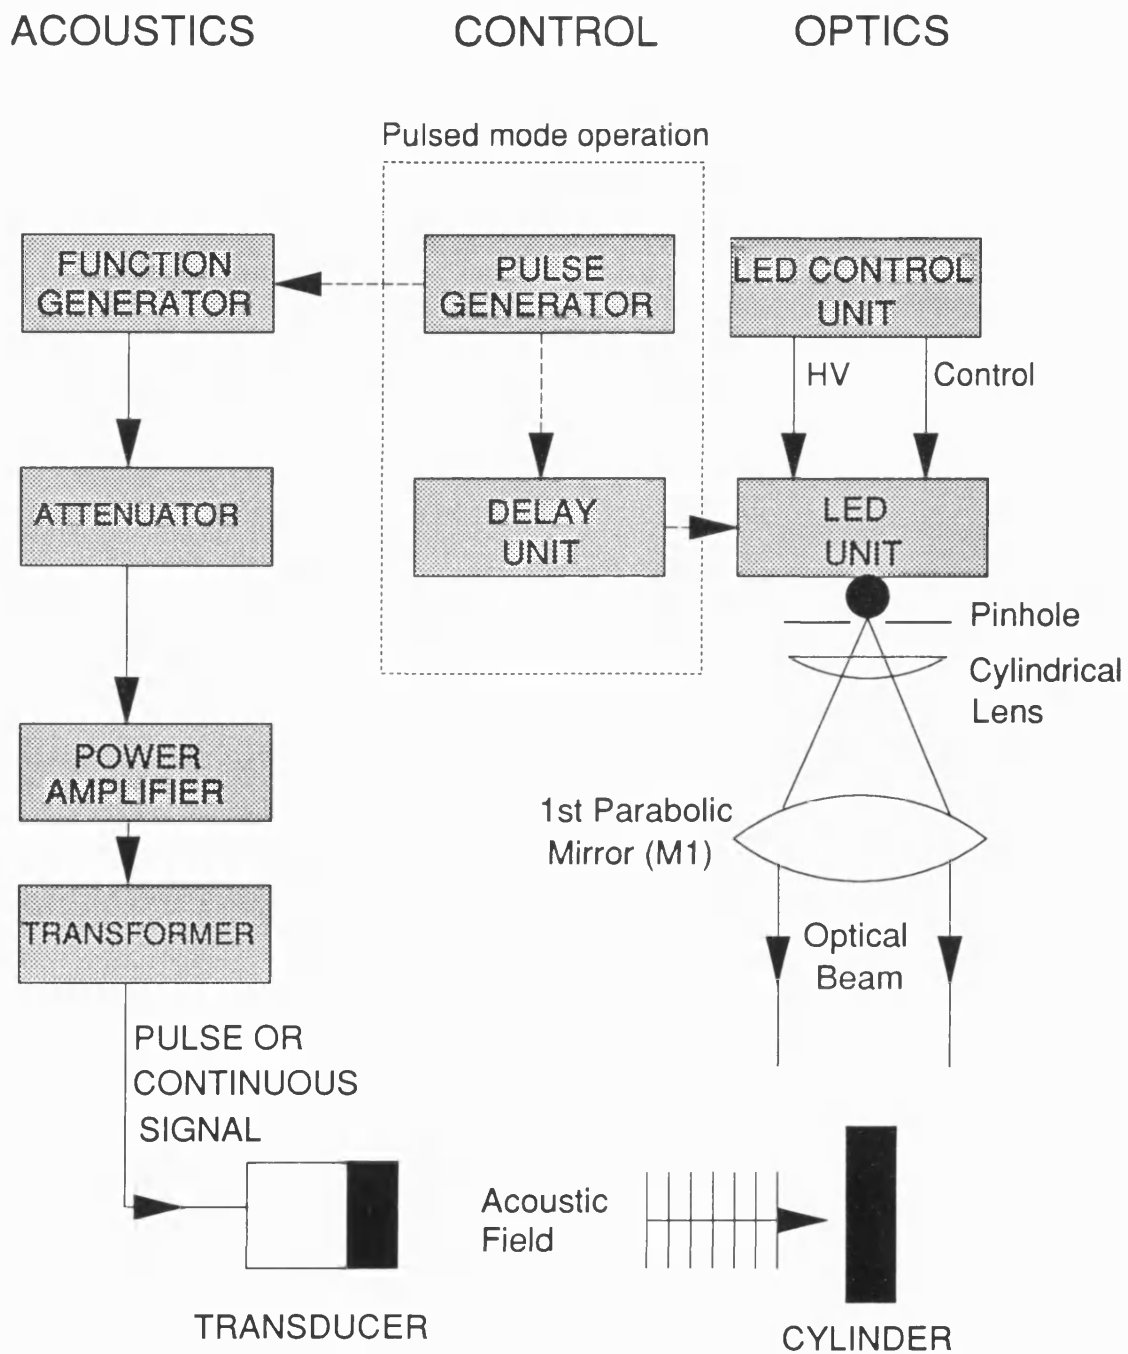 ACOUSTICS
CONTROL
OPTICS
Pulsed mode operation
FUNCTION
GENERATOR
PULSE
GENERATOR
LED CONTROL
UNIT
HV
Control
ATTENUATOR
DELAY
UNIT
LED
UNIT
Pinhole
Cylindrical
Lens
POWER
AMPLIFIER
1st Parabolic
Mirror (M1)
TRANSFORMER
Optical
Beam
PULSE OR
CONTINUOUS
SIGNAL
Acoustic
Field
TRANSDUCER
CYLINDER